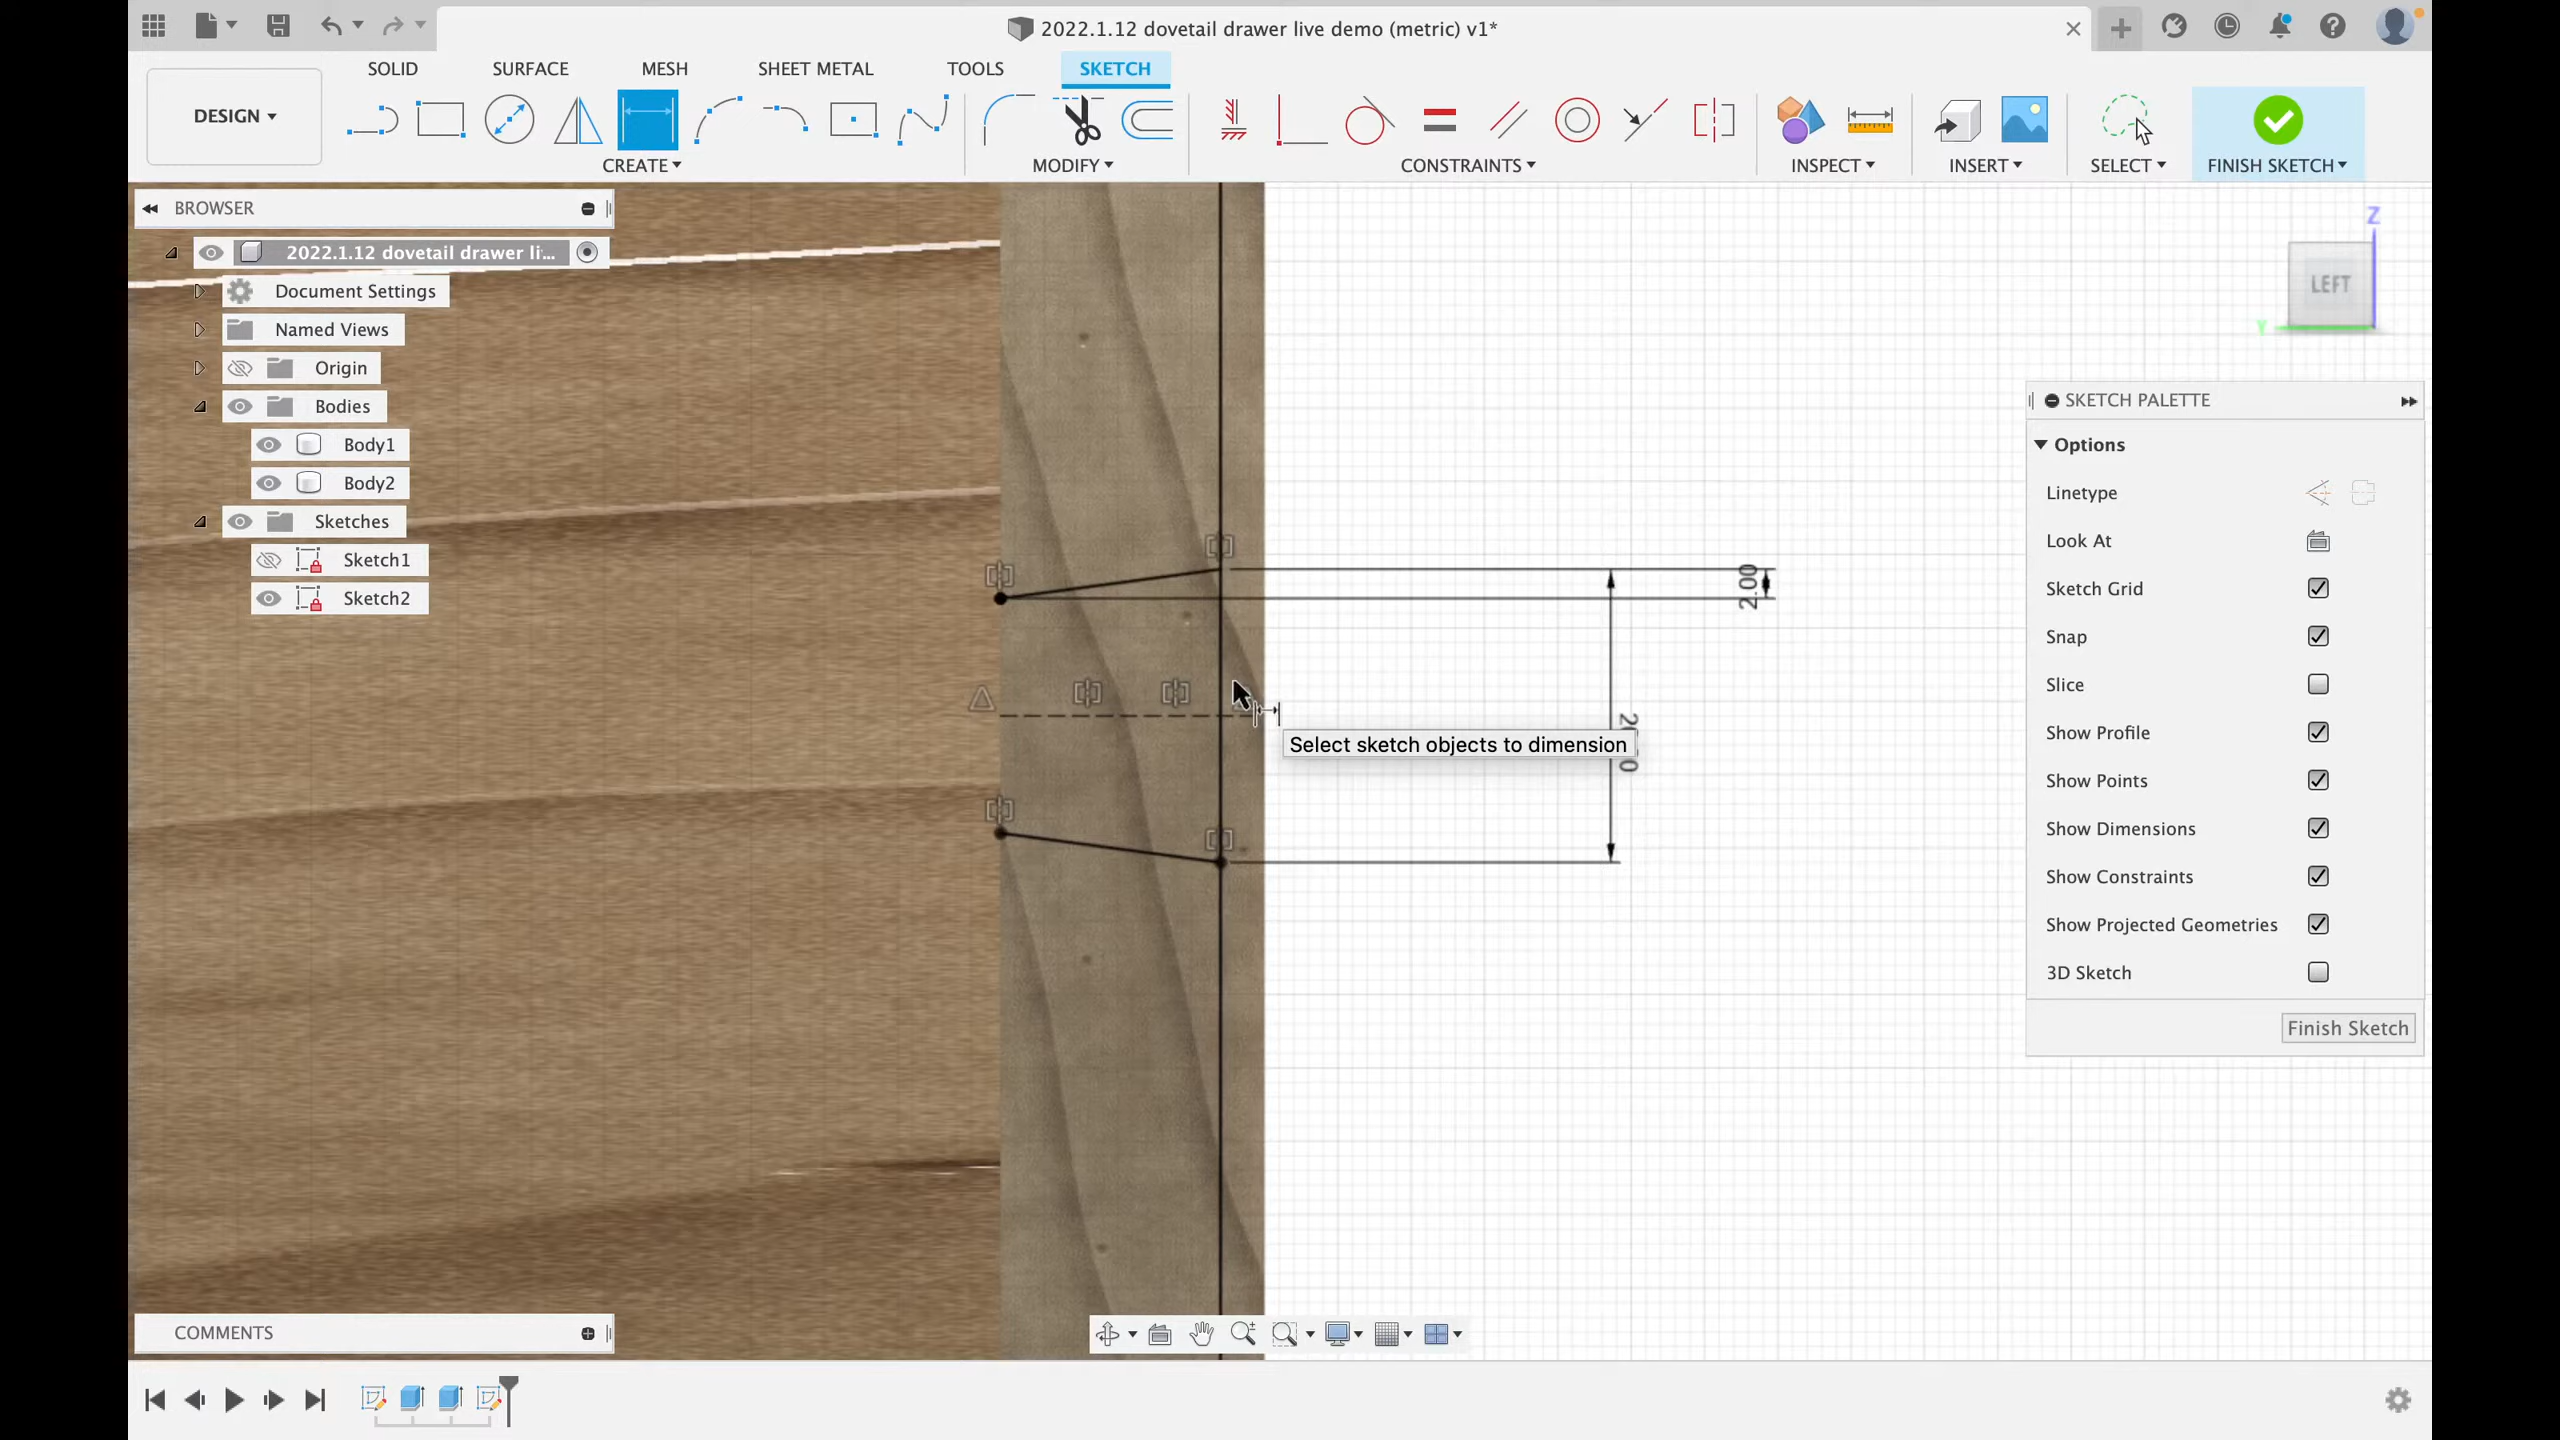 2022.1.12 dovetail drawer live demo (metric) v1*
SOLID SURFACE MESH SHEET METAL TOOLS SKETCH
DESIGN
CREATE MODIFY CONSTRAINTS INSPECT INSERT SELECT FINISH SKETCH
BROWSER
2022.1.12 dovetail drawer li...
Document Settings
Named Views
Origin
Bodies
Body1
Body2
Sketches
Sketch1
Sketch2
Z
LEFT
Y
2.00
Select sketch objects to dimension
SKETCH PALETTE
Options
Linetype
Look At
Sketch Grid
Snap
Slice
Show Profile
Show Points
Show Dimensions
Show Constraints
Show Projected Geometries
3D Sketch
Finish Sketch
COMMENTS